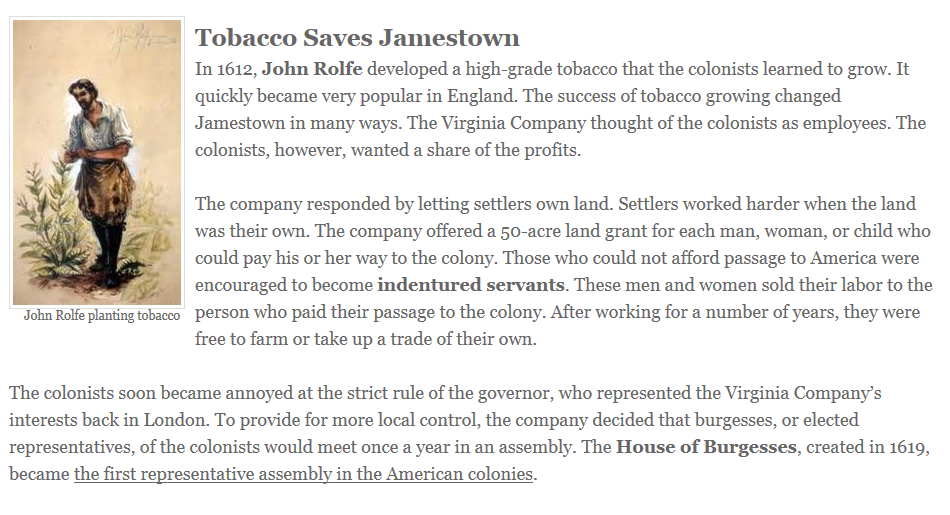 Tobacco Saves Jamestown
In 1612, John Rolfe developed a high-grade tobacco that the colonists learned to grow. It
quickly became very popular in England. The success of tobacco growing changed
Jamestown in many ways. The Virginia Company thought of the colonists as employees. The
colonists, however, wanted a share of the profits.
The company responded by letting settlers own land. Settlers worked harder when the land
was their own. The company offered a 50-acre land grant for each man, woman, or child who
could pay his or her way to the colony. Those who could not afford passage to America were
encouraged to become indentured servants. These men and women sold their labor to the
person who paid their passage to the colony. After working for a number of years, they were
free to farm or take up a trade of their own.
John Rolfe planting tobacco
The colonists soon became annoyed at the strict rule of the governor, who represented the Virginia Company's
interests back in London. To provide for more local control, the company decided that burgesses, or elected
representatives, of the colonists would meet once a year in an assembly. The House of Burgesses, created in 1619,
became the first representative assembly in the American colonies.